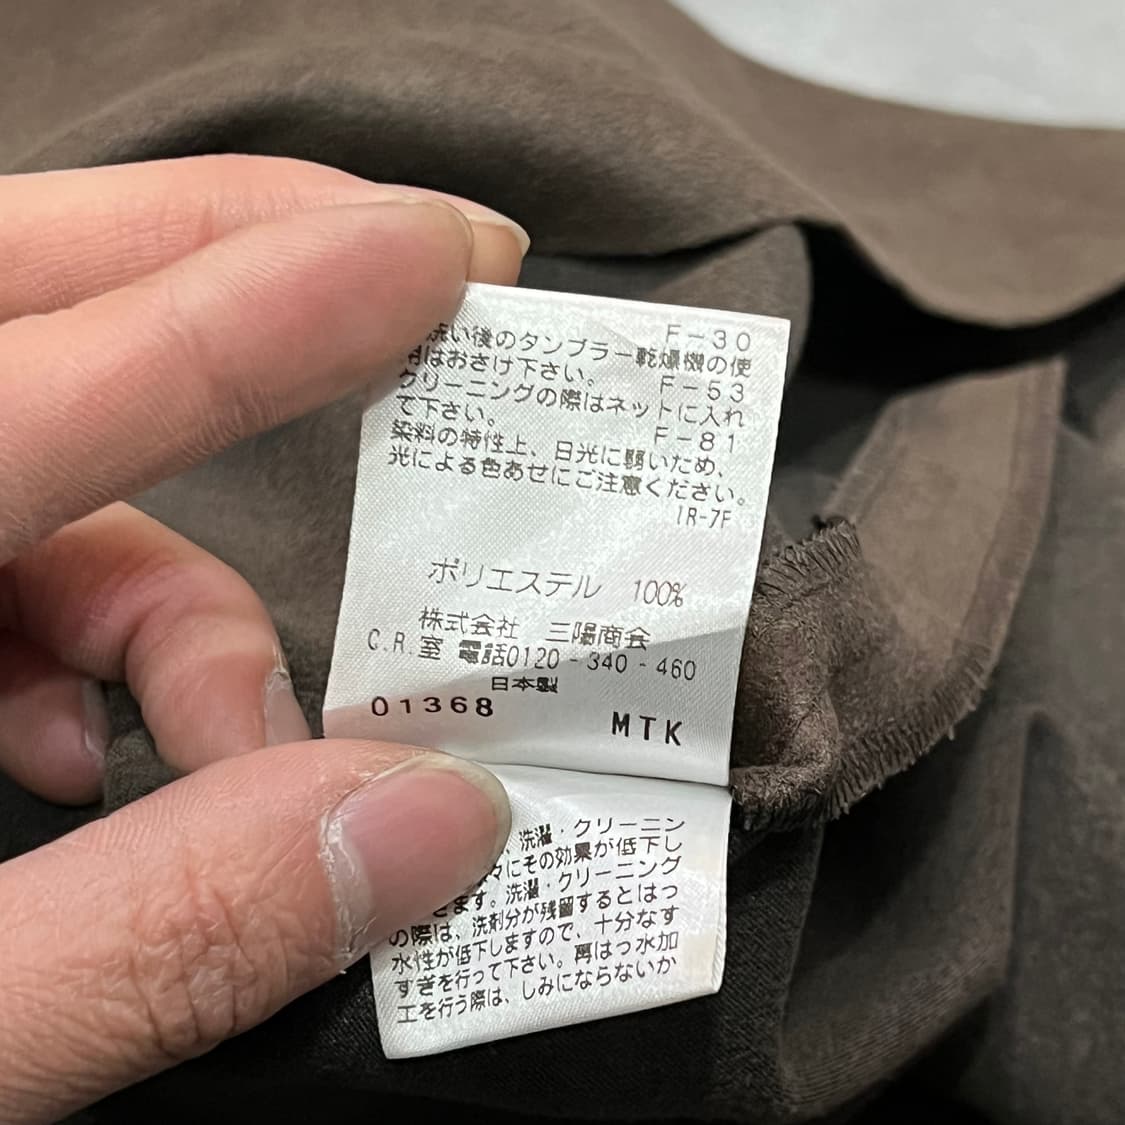 F-30
洗い後のタンブラー乾燥機の使
用はおさけ下さい。 F-53
クリーニングの際はネットに入れ
て下さい。 F-81
染料の特性上、日光に弱いため、
光による色あせにご注意ください。
IR-7F
ポリエステル 100%
株式会社 三陽商会
C.R.室 電話0120-340-460
日本製
01368 MTK
洗濯・クリーニン
々にその効果が低下し
ます。洗濯・クリーニング
の際は、洗剤分が残留するとはっ
水性が低下しますので、十分なす
すぎを行って下さい。再はっ水加
工を行う際は、しみにならないか